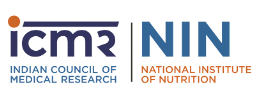 icmr
INDIAN COUNCIL OF
MEDICAL RESEARCH
NIN
NATIONAL INSTITUTE
OF NUTRITION